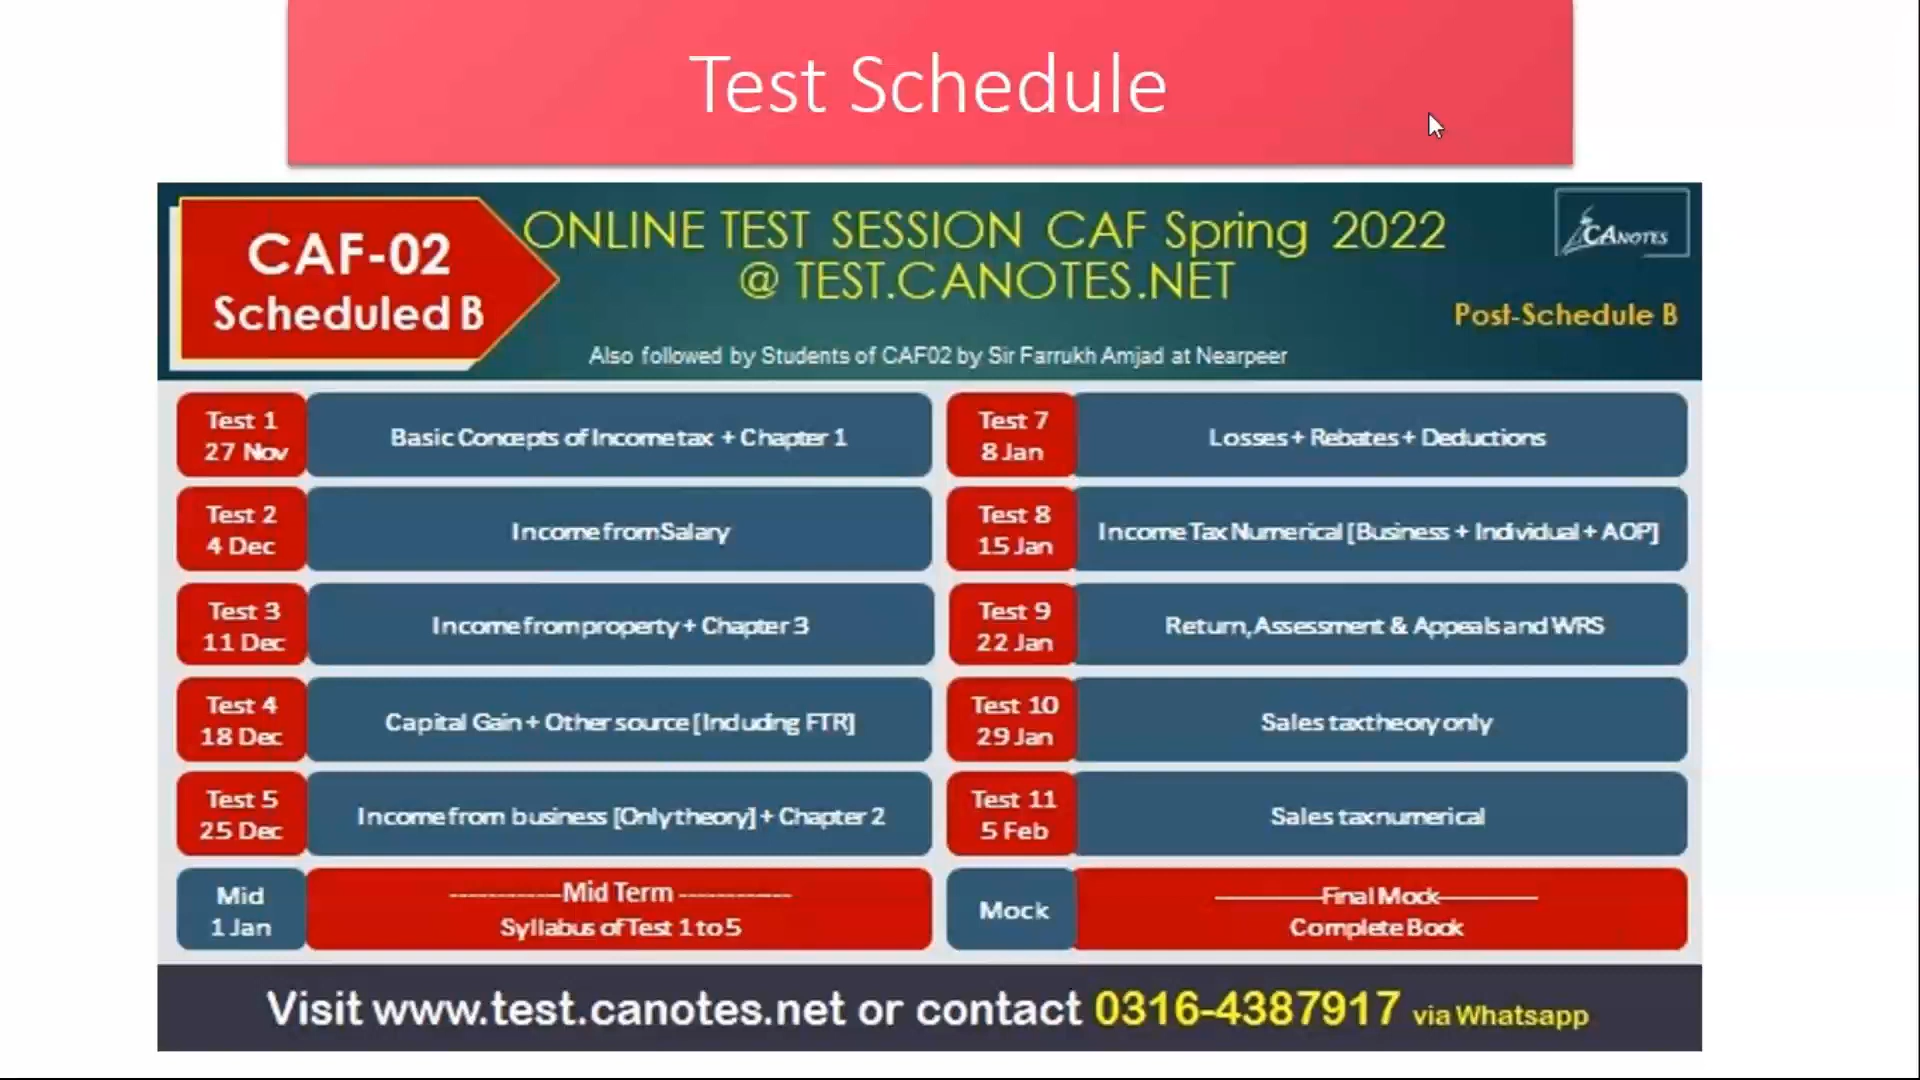 Test Schedule
CAF-02
Scheduled B
ONLINE TEST SESSION CAF Spring 2022
@ TEST.CANOTES.NET
CANOTES
Post-Schedule B
Also followed by Students of CAF02 by Sir Farrukh Amjad at Nearpeer
Test 1
27 Nov
Basic Concepts of Income tax + Chapter 1
Test 2
4 Dec
Income from Salary
Test 3
11 Dec
Income from property + Chapter 3
Test 4
18 Dec
Capital Gain + Other source [Including FTR]
Test 5
25 Dec
Income from business [Only theory] + Chapter 2
Mid
1 Jan
------------Mid Term ------------
Syllabus of Test 1 to 5
Test 7
8 Jan
Losses + Rebates + Deductions
Test 8
15 Jan
Income Tax Numerical [Business + Individual + AOP]
Test 9
22 Jan
Return, Assessment & Appeals and WRS
Test 10
29 Jan
Sales tax theory only
Test 11
5 Feb
Sales tax numerical
Mock
------------Final Mock------------
Complete Book
Visit www.test.canotes.net or contact 0316-4387917 via Whatsapp